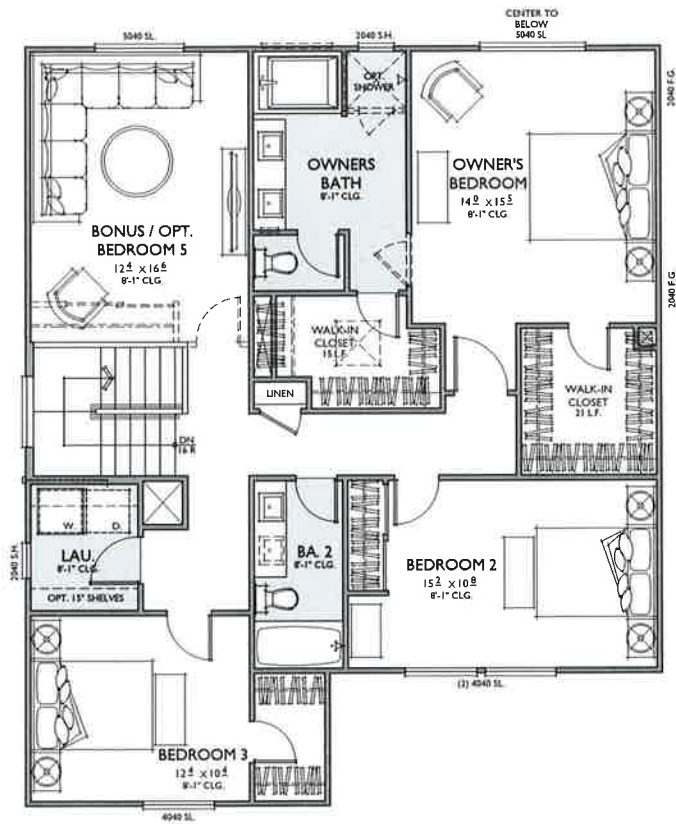 CENTER TO
BELOW
5040 SL
5040 SL.
2040 S.H.
OPT.
SHOWER
2040 F.G.
OWNERS
BATH
8'-1" CLG.
OWNER'S
BEDROOM
14⁰ X 15⁵
8'-1" CLG.
BONUS / OPT.
BEDROOM 5
12⁴ X 16⁶
8'-1" CLG.
2040 F.G.
WALK-IN
CLOSET
15 L.F.
LINEN
WALK-IN
CLOSET
21 L.F.
DN
16 R
W.
D.
LAU.
8'-1" CLG.
OPT. 15" SHELVES
2040 S.H.
BA. 2
8'-1" CLG.
BEDROOM 2
15² X 10⁸
8'-1" CLG.
(2) 4040 SL.
BEDROOM 3
12⁴ X 10⁴
8'-1" CLG.
4040 SL.